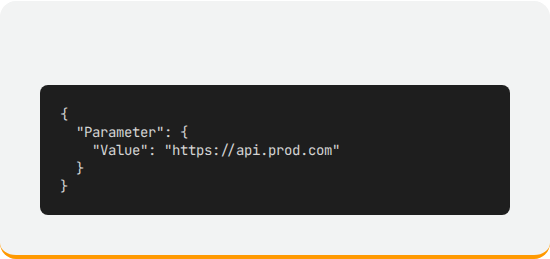 {
  "Parameter": {
    "Value": "https://api.prod.com"
  }
}